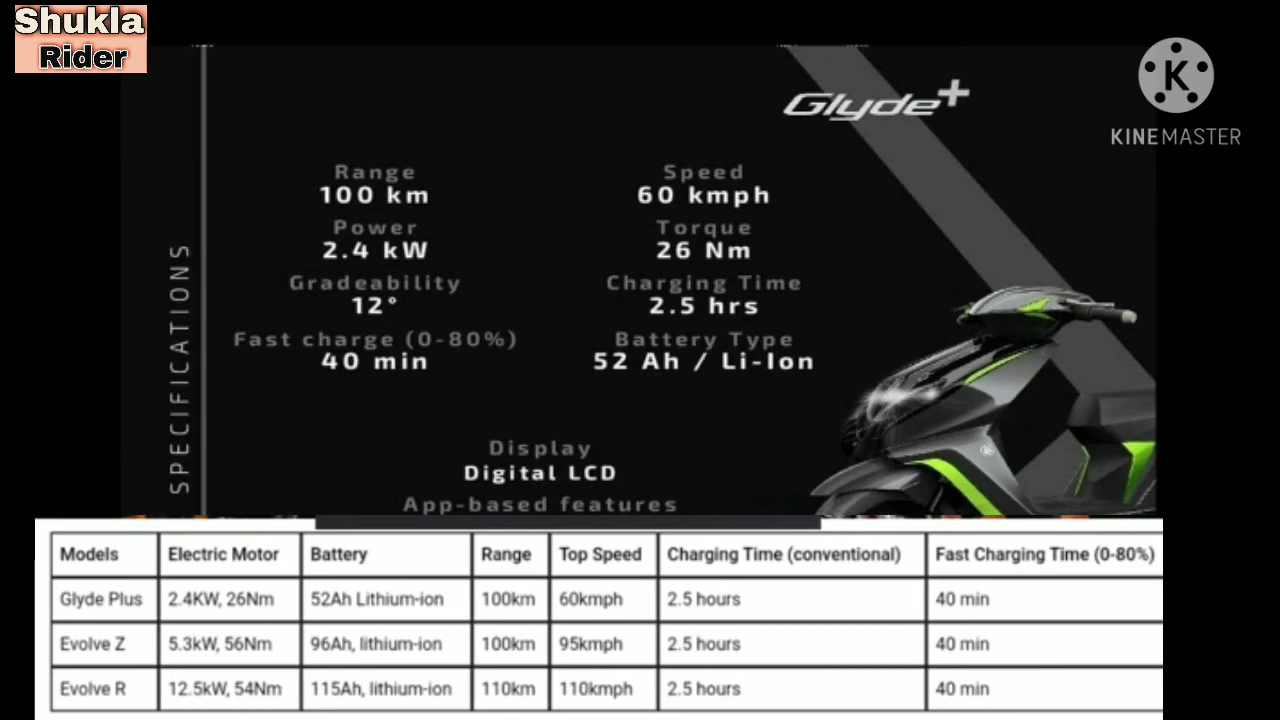 Shukla
Rider
K
KINEMASTER
Glyde+
SPECIFICATIONS
Range Speed
100 km 60 kmph
Power Torque
2.4 kW 26 Nm
Gradeability Charging Time
12° 2.5 hrs
Fast charge (0-80%) Battery Type
40 min 52 Ah / Li-Ion
Display
Digital LCD
App-based features
Models Electric Motor Battery Range Top Speed Charging Time (conventional) Fast Charging Time (0-80%)
Glyde Plus 2.4KW, 26Nm 52Ah Lithium-ion 100km 60kmph 2.5 hours 40 min
Evolve Z 5.3kW, 56Nm 96Ah, lithium-ion 100km 95kmph 2.5 hours 40 min
Evolve R 12.5kW, 54Nm 115Ah, lithium-ion 110km 110kmph 2.5 hours 40 min